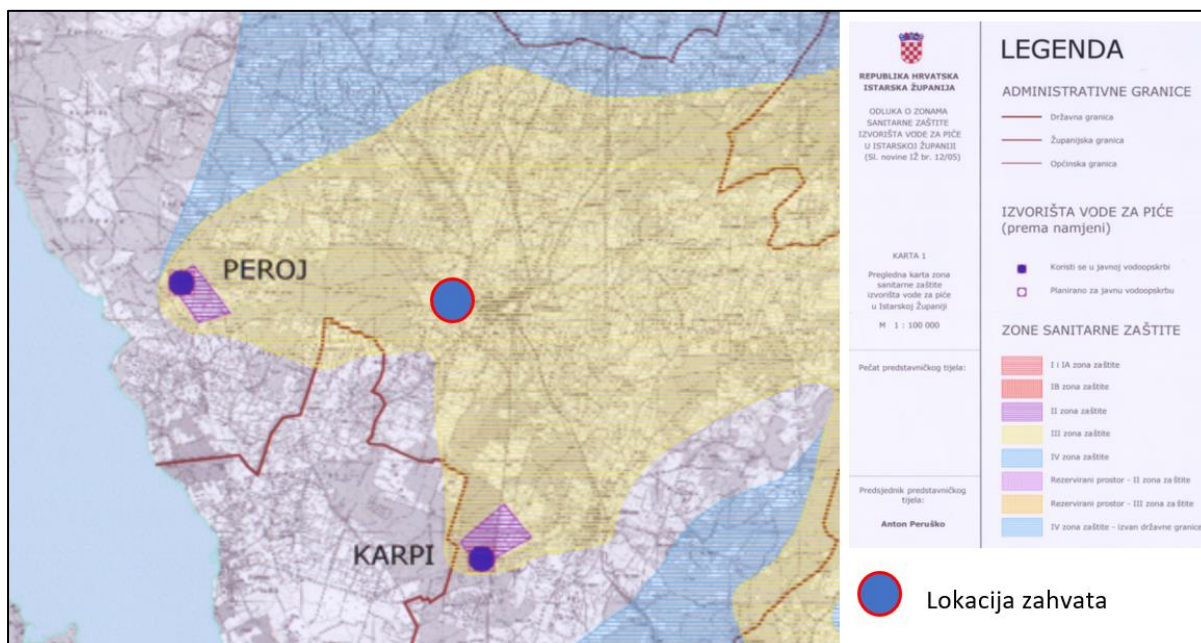 PEROJ
KARPI
REPUBLIKA HRVATSKA
ISTARSKA ŽUPANIJA
ODLUKA O ZONAMA
SANITARNE ZAŠTITE
IZVORIŠTA VODE ZA PIĆE
U ISTARSKOJ ŽUPANIJI
(Sl. novine IŽ br. 12/05)
KARTA 1
Pregledna karta zona
sanitarne zaštite
izvorišta vode za piće
u Istarskoj Županiji
M 1 : 100 000
Pečat predstavničkog tijela:
Predsjednik predstavničkog
tijela:
Anton Peruško
LEGENDA
ADMINISTRATIVNE GRANICE
Državna granica
Županijska granica
Općinska granica
IZVORIŠTA VODE ZA PIĆE
(prema namjeni)
Koristi se u javnoj vodoopskrbi
Planirano za javnu vodoopskrbu
ZONE SANITARNE ZAŠTITE
I i IA zona zaštite
IB zona zaštite
II zona zaštite
III zona zaštite
IV zona zaštite
Rezervirani prostor - II zona zaštite
Rezervirani prostor - III zona zaštite
IV zona zaštite - izvan državne granice
Lokacija zahvata